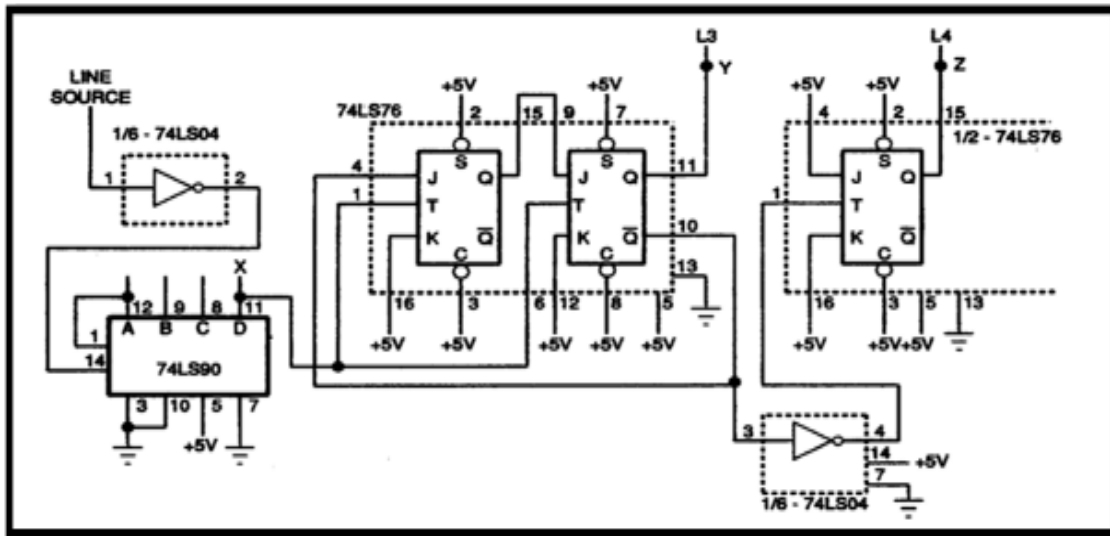 L3
L4
Y
Z
LINE
SOURCE
+5V
+5V
+5V
+5V
74LS76
2
15
9
7
4
2
15
1/6 - 74LS04
1/2 - 74LS76
S
S
S
1
2
4
J
Q
J
Q
11
J
Q
1
T
T
1
T
K
Q
K
Q
10
K
Q
C
C
C
13
X
16
3
6
12
8
5
16
3
5
13
12
9
8
11
A
B
C
D
1
+5V
+5V
+5V
+5V
+5V
+5V
+5V
+5V
14
74LS90
3
10
5
7
+5V
3
4
14
+5V
7
1/6 - 74LS04